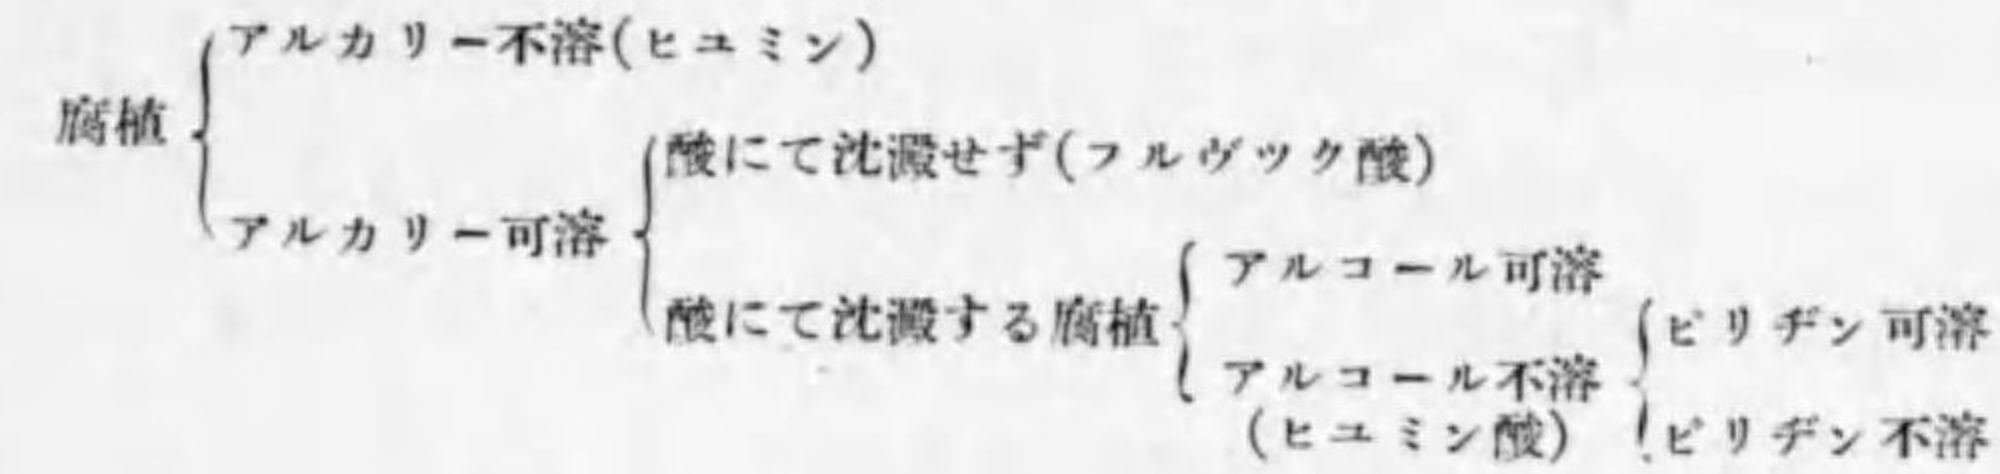 アルカリー不溶(ヒユミン)
腐植
酸にて沈澱せず(フルヴツク酸)
アルカリー可溶
アルコール可溶
酸にて沈澱する腐植
ピリヂン可溶
アルコール不溶
(ヒユミン酸)
ピリヂン不溶